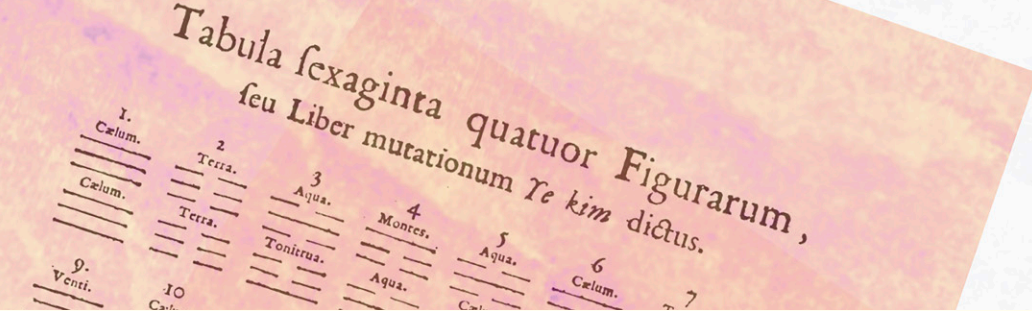 Tabula ſexaginta quatuor Figurarum,
ſeu Liber mutationum Ye kim dictus.
1. 2 3 4 5 6 7
Cælum. Terra. Aqua. Montes. Aqua. Cælum.
Cælum. Terra. Tonitrua. Aqua.
9. 10
Venti.